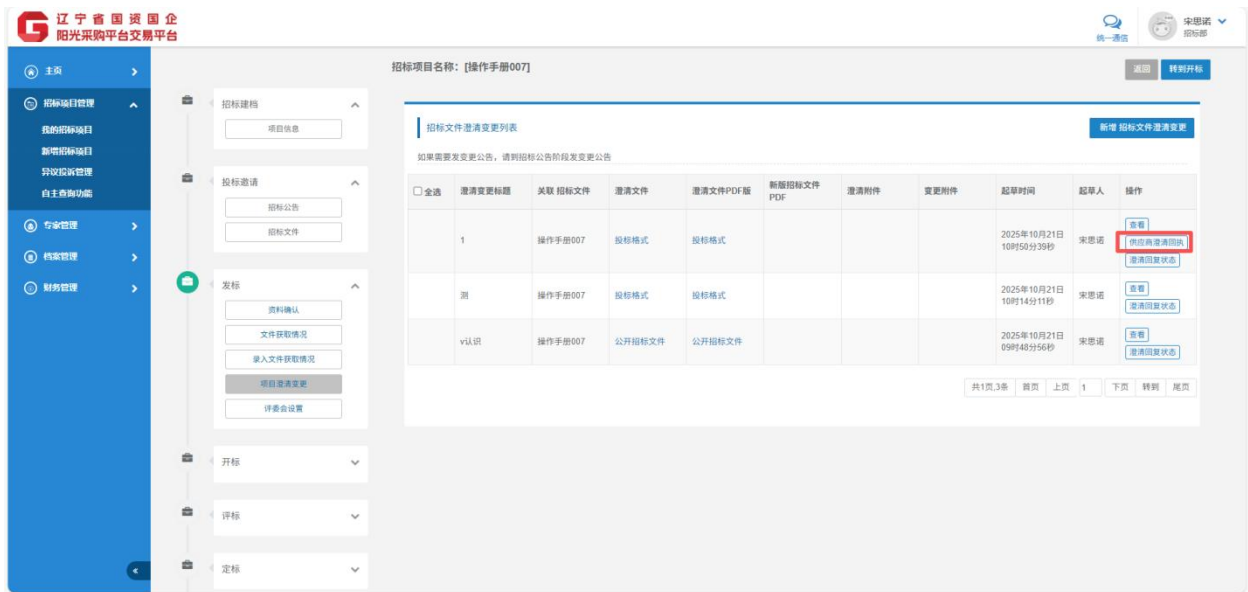 辽宁省国资国企
阳光采购平台交易平台
统一通信
宋思诺
招标部
主页
招标项目管理
我的招标项目
新增招标项目
异议投诉管理
自主查询功能
专家管理
档案管理
财务管理
招标项目名称：[操作手册007]
返回 转到开标
招标建档
项目信息
投标邀请
招标公告
招标文件
发标
资料确认
文件获取情况
录入文件获取情况
项目澄清变更
评委会设置
开标
评标
定标
招标文件澄清变更列表
新增 招标文件澄清变更
如果需要发变更公告，请到招标公告阶段发变更公告
全选 澄清变更标题 关联 招标文件 澄清文件 澄清文件PDF版 新版招标文件PDF 澄清附件 变更附件 起草时间 起草人 操作
1 操作手册007 投标格式 投标格式 2025年10月21日 10时50分39秒 宋思诺 查看 供应商澄清回执 澄清回复状态
测 操作手册007 投标格式 投标格式 2025年10月21日 10时14分11秒 宋思诺 查看 澄清回复状态
v认识 操作手册007 公开招标文件 公开招标文件 2025年10月21日 09时48分56秒 宋思诺 查看 澄清回复状态
共1页,3条 首页 上页 1 下页 转到 尾页